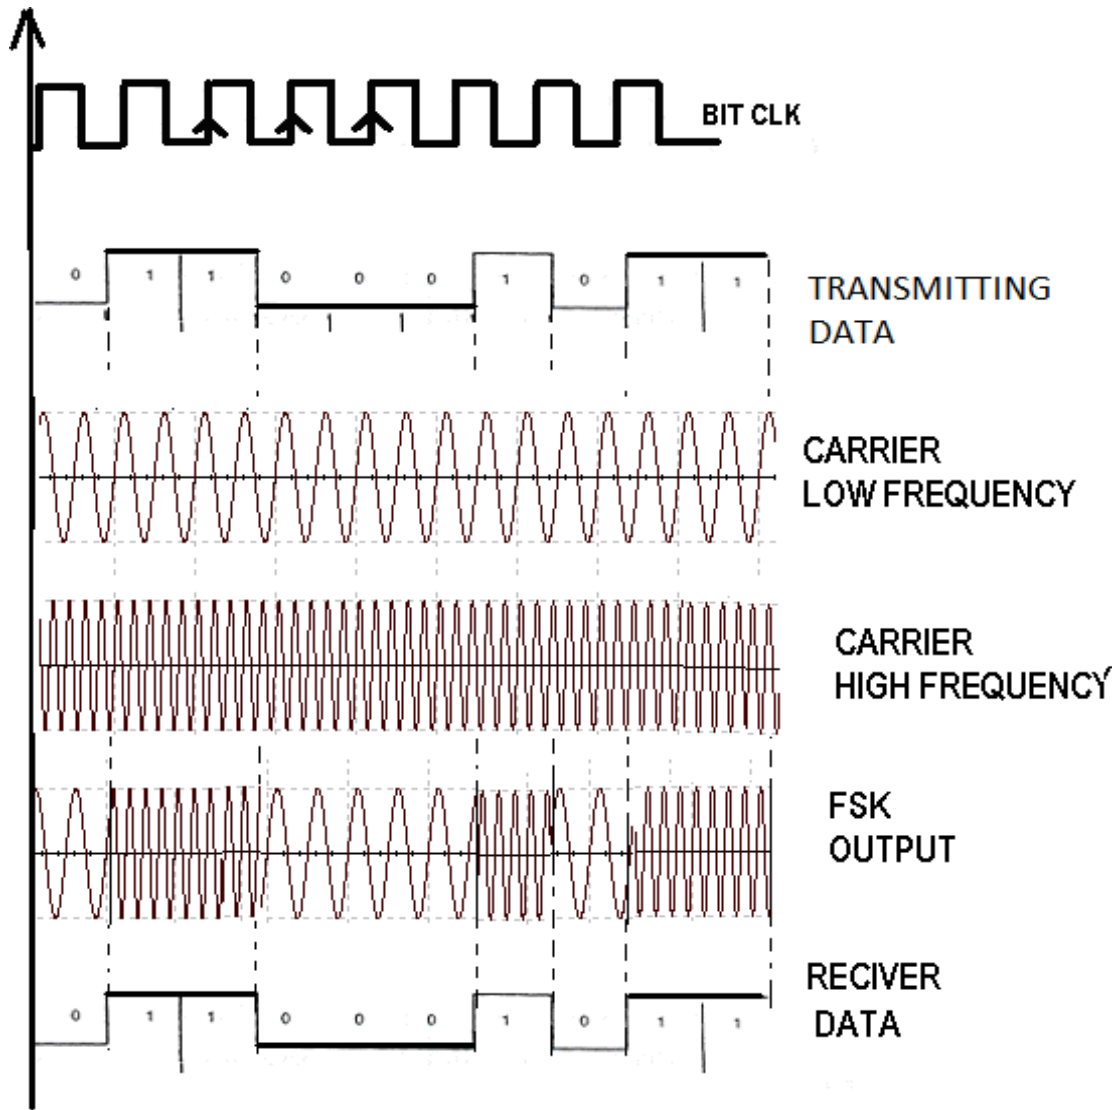 BIT CLK
0 1 1 0 0 0 1 0 1 1
TRANSMITTING
DATA
CARRIER
LOW FREQUENCY
CARRIER
HIGH FREQUENCY
FSK
OUTPUT
RECIVER
DATA
0 1 1 0 0 0 1 0 1 1